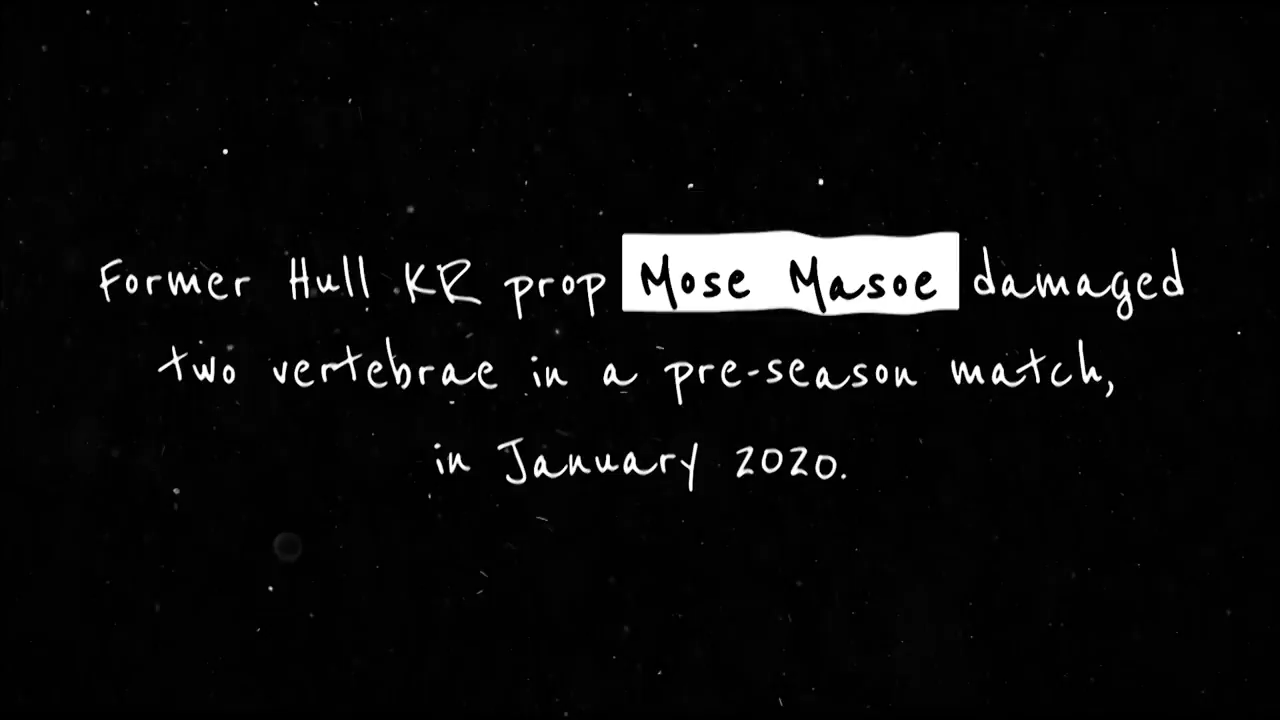 Former Hull KR prop Mose Masoe damaged
two vertebrae in a pre-season match,
in January 2020.